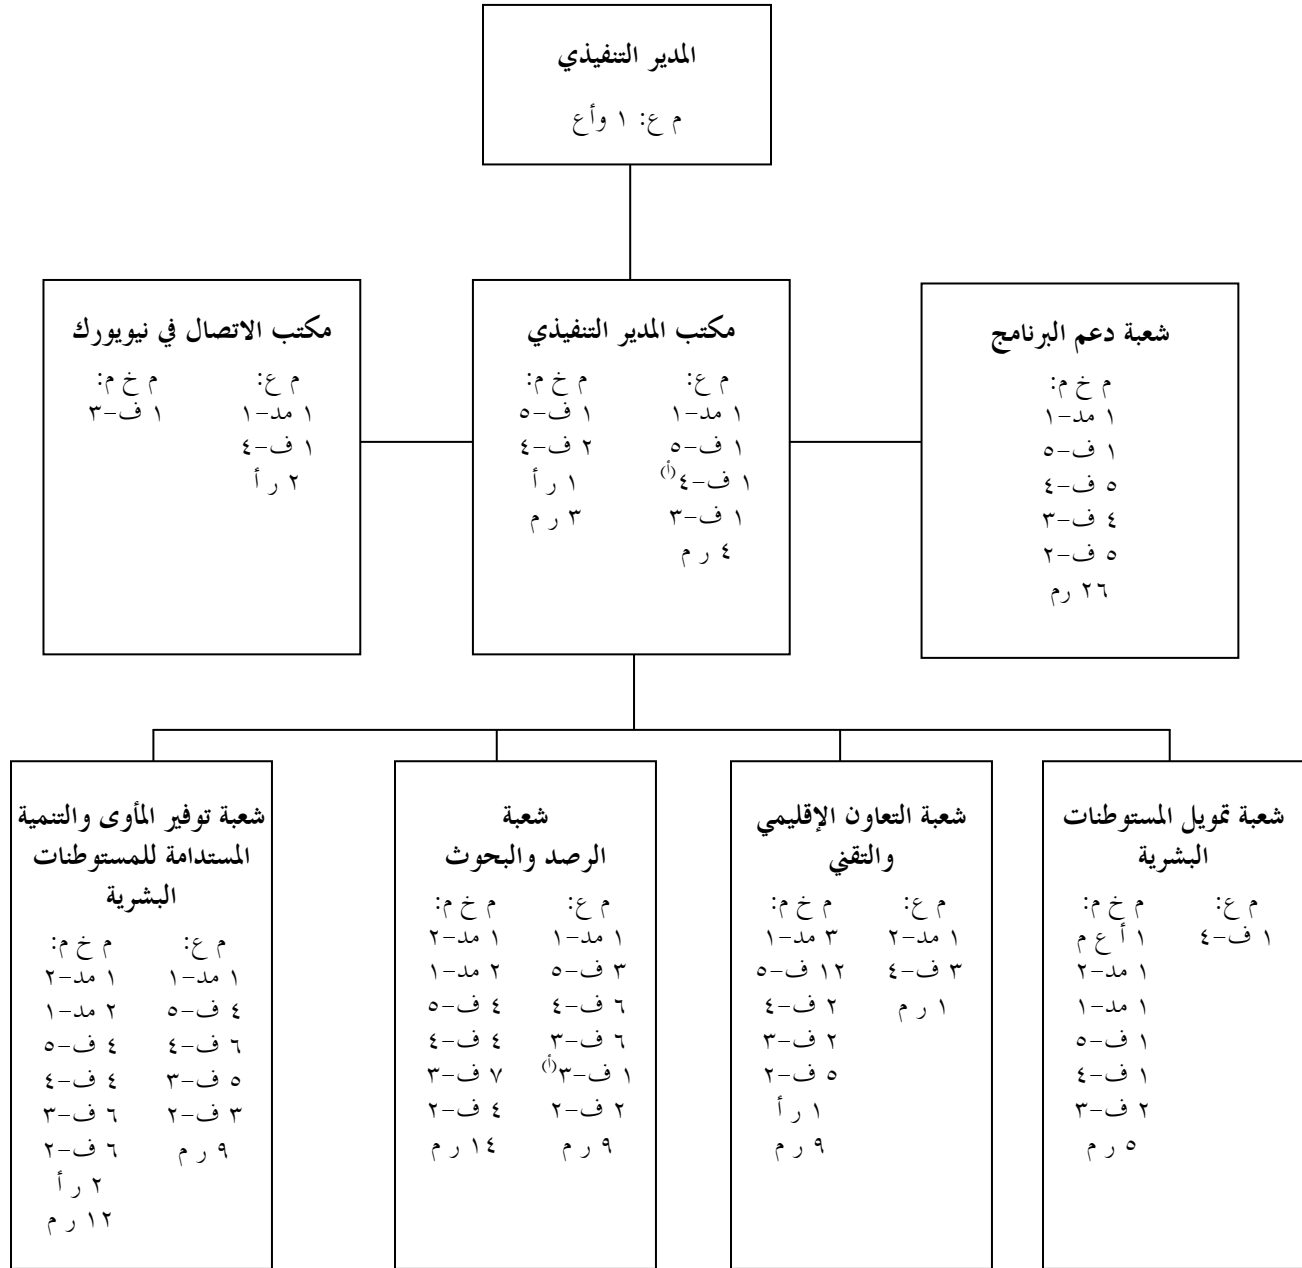 المدير التنفيذي
م ع: ١ وأع
مكتب المدير التنفيذي
م ع:
١ مد-١
١ ف-٥
١ ف-٤(أ)
١ ف-٣
٤ ر م
م خ م:
١ ف-٥
٢ ف-٤
١ ر أ
٣ ر م
شعبة دعم البرنامج
م خ م:
١ مد-١
١ ف-٥
٥ ف-٤
٤ ف-٣
٥ ف-٢
٢٦ رم
مكتب الاتصال في نيويورك
م ع:
١ مد-١
١ ف-٤
٢ ر أ
م خ م:
١ ف-٣
شعبة تمويل المستوطنات
البشرية
م ع:
١ ف-٤
م خ م:
١ أ ع م
١ مد-٢
١ مد-١
١ ف-٥
١ ف-٤
٢ ف-٣
٥ ر م
شعبة التعاون الإقليمي
والتقني
م ع:
١ مد-٢
٣ ف-٤
١ ر م
م خ م:
٣ مد-١
١٢ ف-٥
٢ ف-٤
٢ ف-٣
٥ ف-٢
١ ر أ
٩ ر م
شعبة
الرصد والبحوث
م ع:
١ مد-١
٣ ف-٥
٦ ف-٤
٦ ف-٣
١ ف-٣(أ)
٢ ف-٢
٩ ر م
م خ م:
١ مد-٢
٢ مد-١
٤ ف-٥
٤ ف-٤
٧ ف-٣
٤ ف-٢
١٤ ر م
شعبة توفير المأوى والتنمية
المستدامة للمستوطنات
البشرية
م ع:
١ مد-١
٤ ف-٥
٦ ف-٤
٥ ف-٣
٣ ف-٢
٩ ر م
م خ م:
١ مد-٢
٢ مد-١
٤ ف-٥
٤ ف-٤
٦ ف-٣
٦ ف-٢
٢ ر أ
١٢ ر م